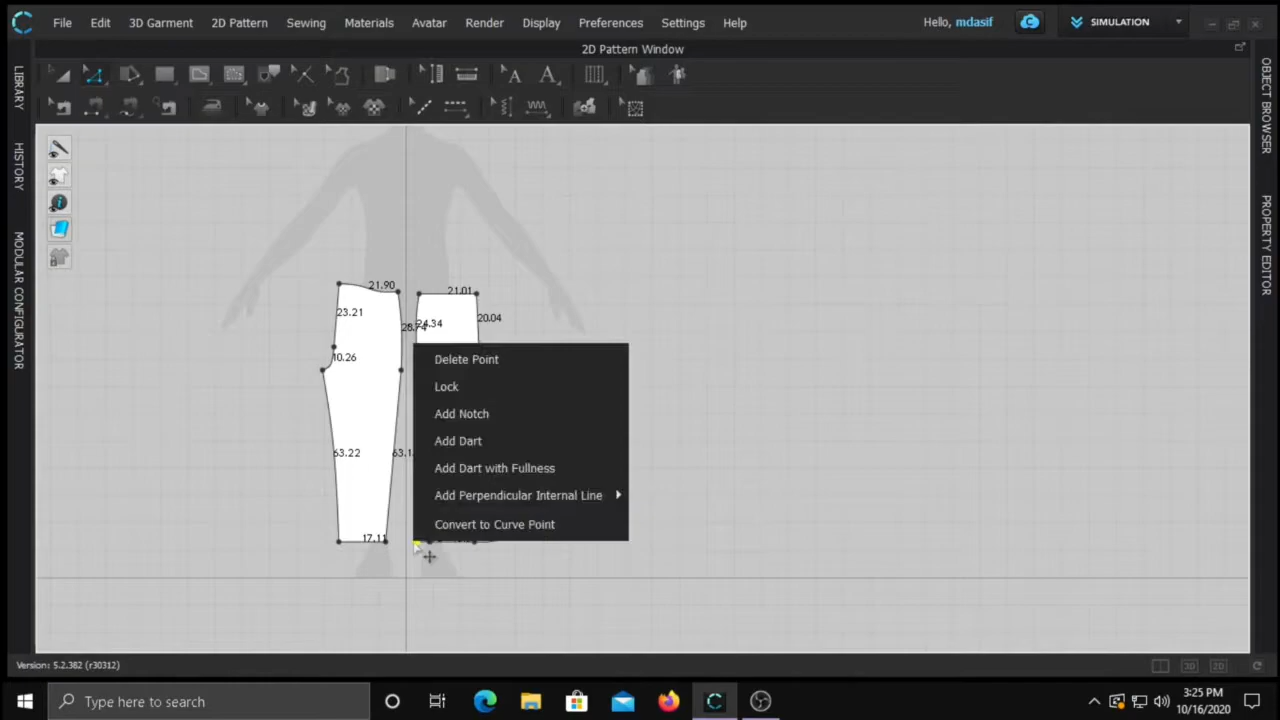 File Edit 3D Garment 2D Pattern Sewing Materials Avatar Render Display Preferences Settings Help Hello, mdasif SIMULATION
2D Pattern Window
LIBRARY
HISTORY
MODULAR CONFIGURATOR
OBJECT BROWSER
PROPERTY EDITOR
21.90
21.01
23.21
20.04
24.34
10.26
63.22
17.11
Delete Point
Lock
Add Notch
Add Dart
Add Dart with Fullness
Add Perpendicular Internal Line
Convert to Curve Point
Version: 5.2.382 (r30312)
3D
2D
Type here to search
3:25 PM
10/16/2020